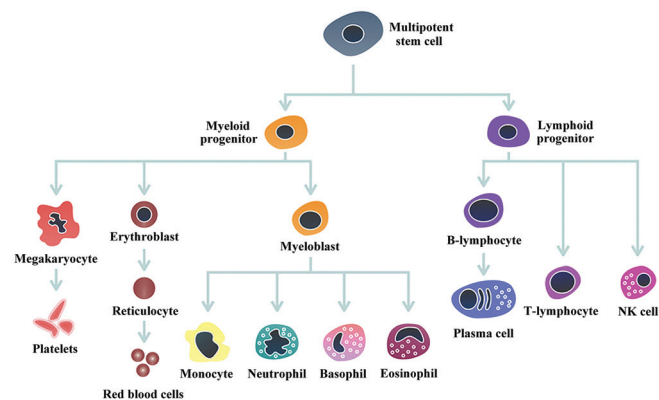 Multipotent
stem cell
Myeloid
progenitor
Lymphoid
progenitor
Megakaryocyte
Erythroblast
Myeloblast
B-lymphocyte
T-lymphocyte
NK cell
Platelets
Reticulocyte
Red blood cells
Monocyte
Neutrophil
Basophil
Eosinophil
Plasma cell